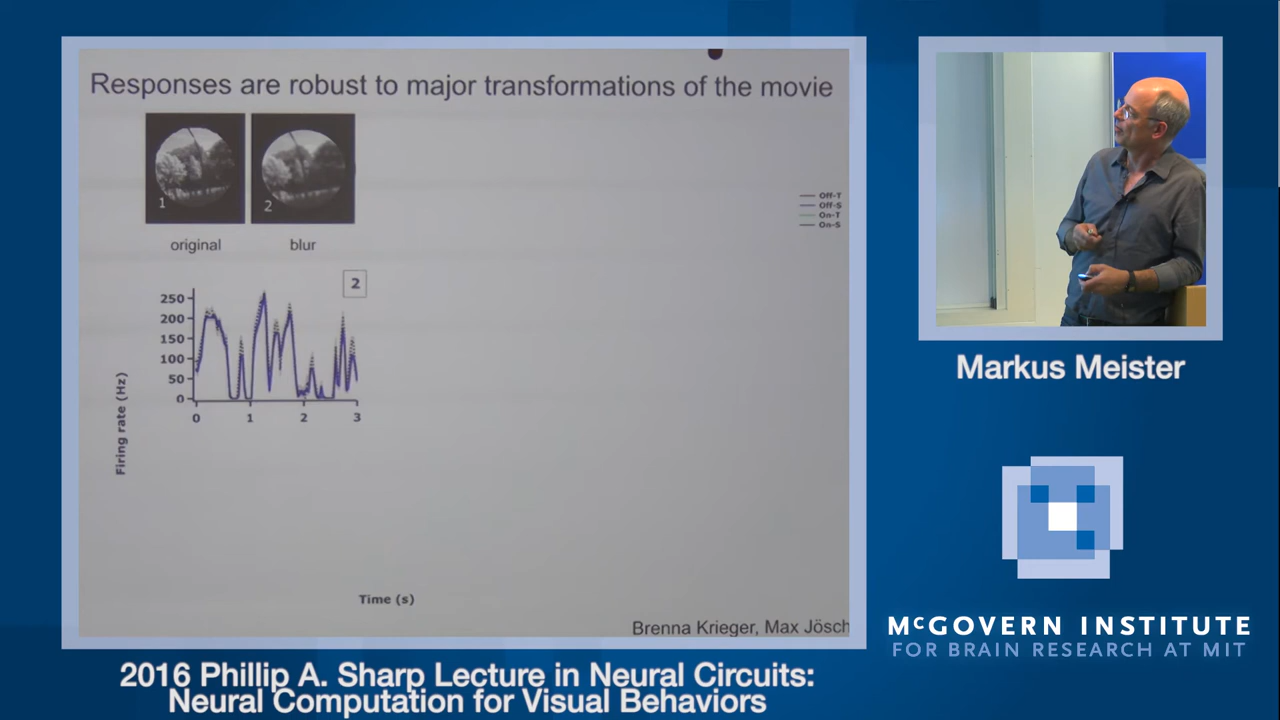 Responses are robust to major transformations of the movie
1
2
original
blur
Off-T
Off-S
On-T
On-S
2
250
200
150
100
50
0
0
1
2
3
Firing rate (Hz)
Time (s)
Brenna Krieger, Max Jösch
Markus Meister
McGOVERN INSTITUTE
FOR BRAIN RESEARCH AT MIT
2016 Phillip A. Sharp Lecture in Neural Circuits:
Neural Computation for Visual Behaviors